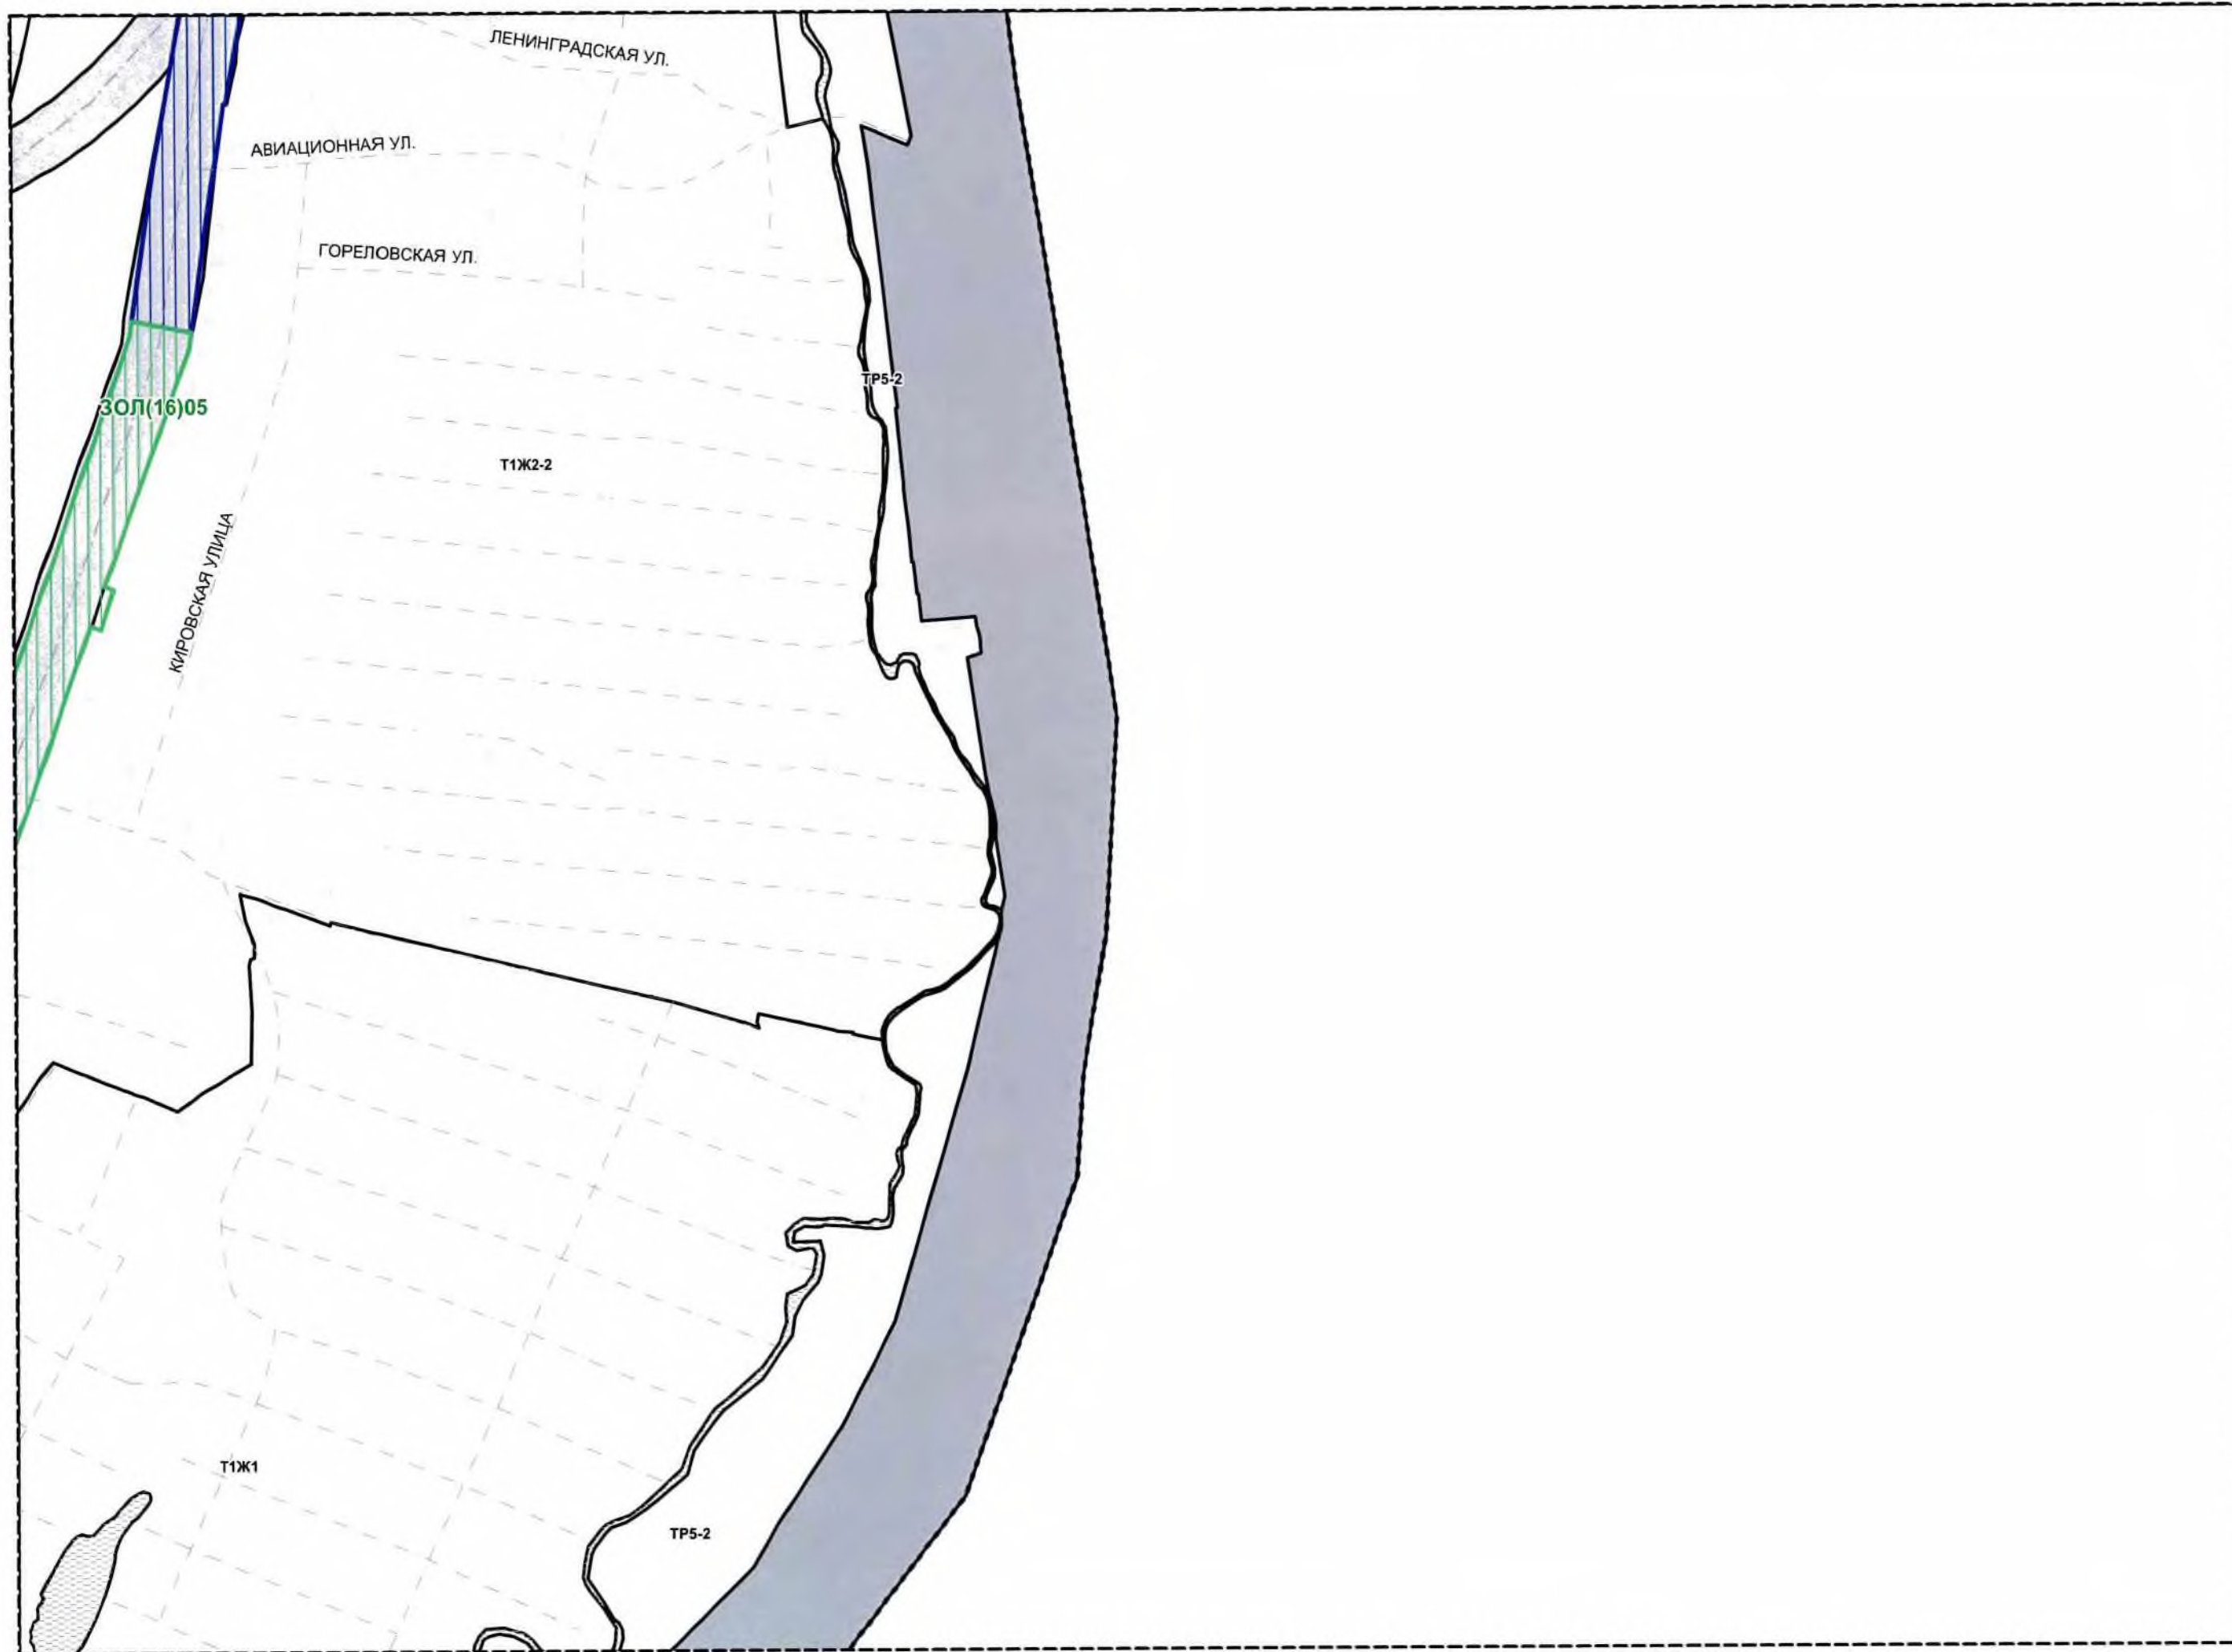 ЛЕНИНГРАДСКАЯ УЛ.
АВИАЦИОННАЯ УЛ.
ГОРЕЛОВСКАЯ УЛ.
ТР5-2
ЗОЛ(16)05
Т1Ж2-2
КИРОВСКАЯ УЛИЦА
Т1Ж1
ТР5-2